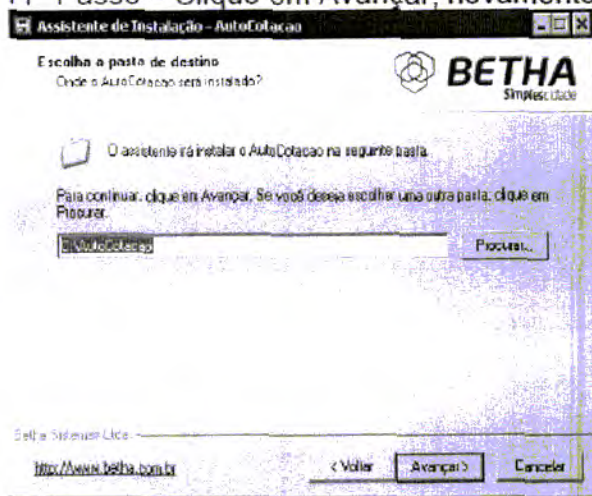 Passo - Clique em Avançar, novamente
Assistente de Instalação - AutoCotacao
Escolha a pasta de destino
Onde o AutoCotacao será instalado?
BETHA
Simplescidade
O assistente irá instalar o AutoCotacao na seguinte pasta.
Para continuar, clique em Avançar. Se você deseja escolher uma outra pasta, clique em
Procurar.
\AutoCotacao
Procurar...
Betha Sistemas Ltda.
http://www.betha.com.br
< Voltar
Avançar >
Cancelar